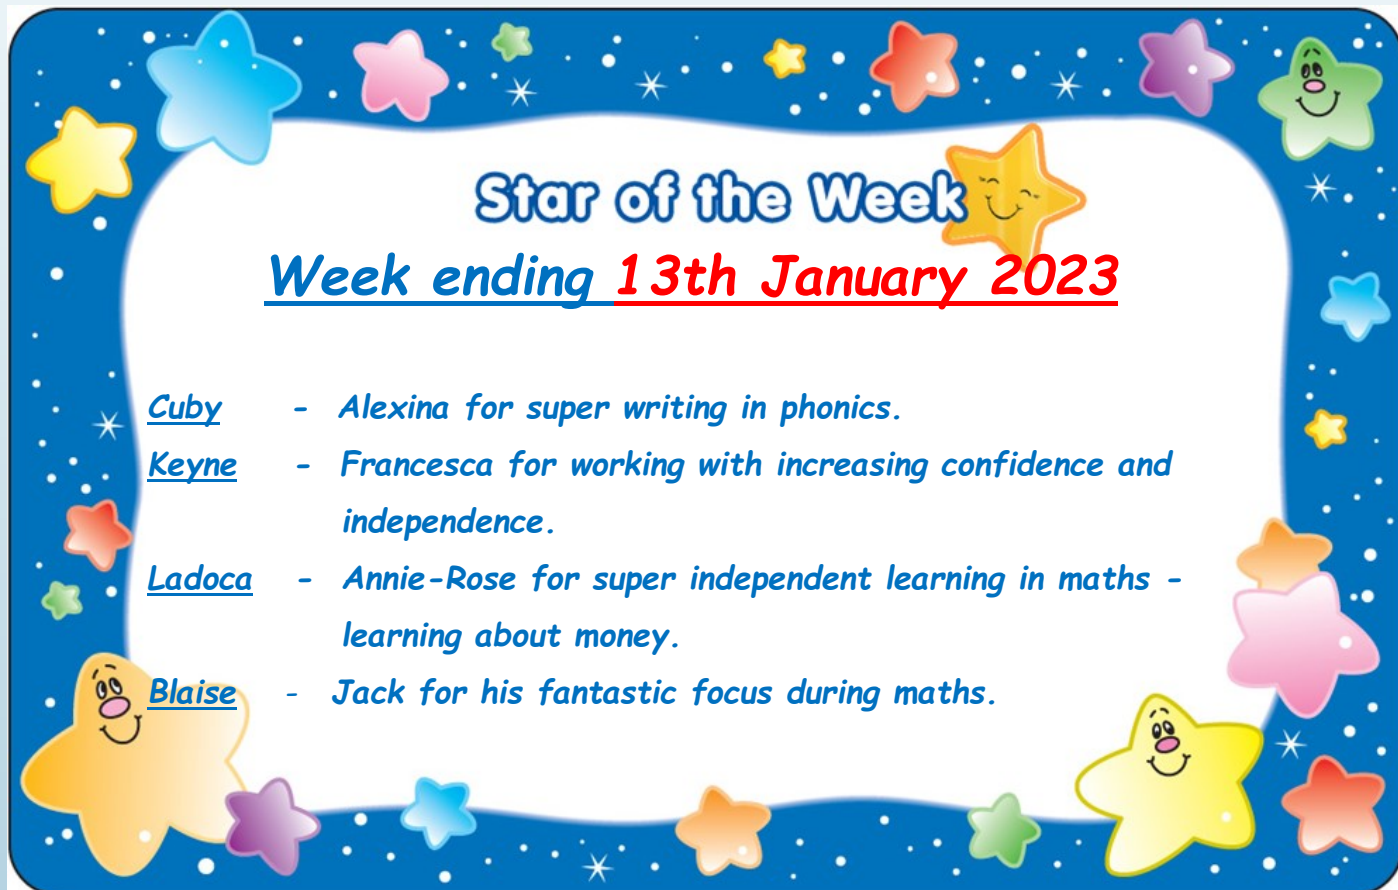 Star of the Week
Week ending 13th January 2023
Cuby - Alexina for super writing in phonics.
Keyne - Francesca for working with increasing confidence and
independence.
Ladoca - Annie-Rose for super independent learning in maths -
learning about money.
Blaise - Jack for his fantastic focus during maths.